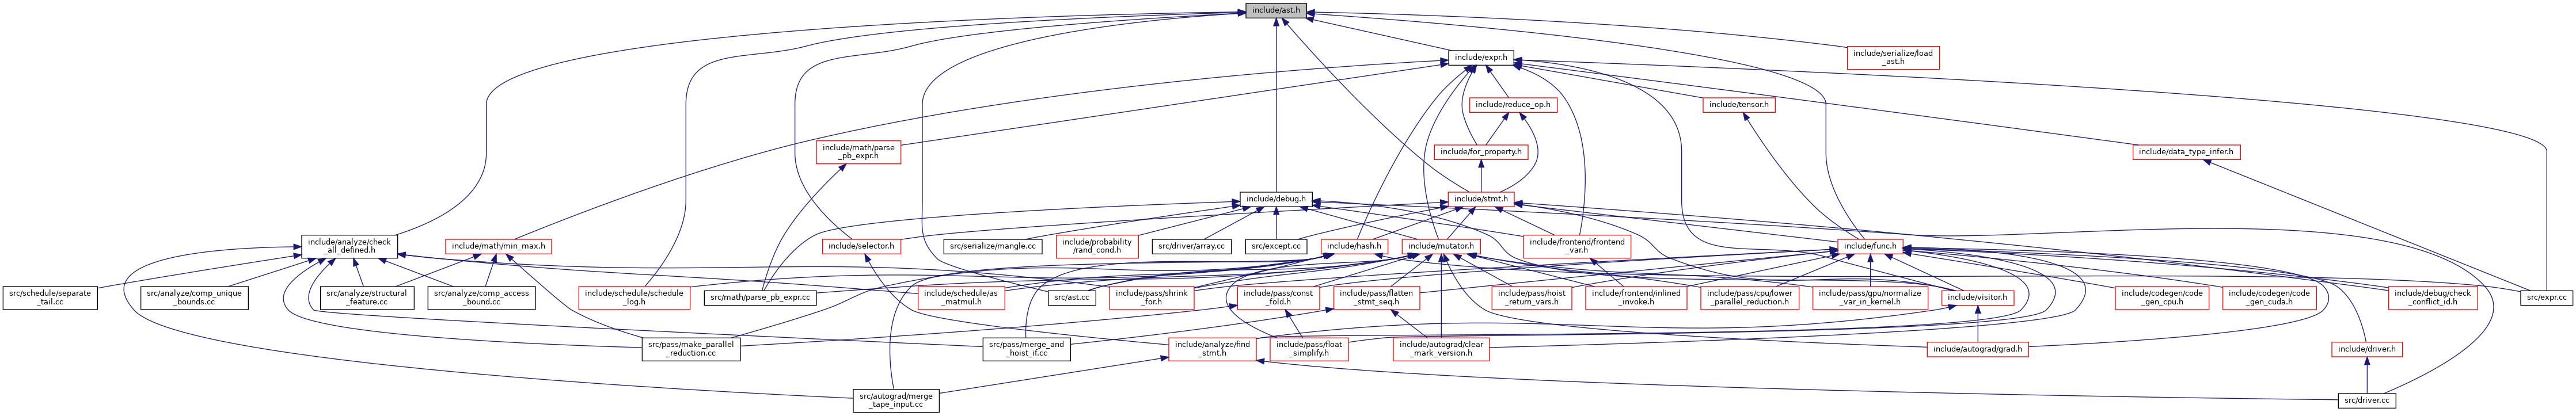 include/ast.h
include/expr.h
include/serialize/load
_ast.h
include/reduce_op.h
include/tensor.h
include/math/parse
_pb_expr.h
include/for_property.h
include/data_type_infer.h
include/debug.h
include/stmt.h
include/analyze/check
_all_defined.h
include/math/min_max.h
include/selector.h
src/serialize/mangle.cc
include/probability
/rand_cond.h
src/driver/array.cc
src/except.cc
include/hash.h
include/mutator.h
include/frontend/frontend
_var.h
include/func.h
src/schedule/separate
_tail.cc
src/analyze/comp_unique
_bounds.cc
src/analyze/structural
_feature.cc
src/analyze/comp_access
_bound.cc
include/schedule/schedule
_log.h
src/math/parse_pb_expr.cc
include/schedule/as
_matmul.h
src/ast.cc
include/pass/shrink
_for.h
include/pass/const
_fold.h
include/pass/flatten
_stmt_seq.h
include/pass/hoist
_return_vars.h
include/frontend/inlined
_invoke.h
include/pass/cpu/lower
_parallel_reduction.h
include/pass/gpu/normalize
_var_in_kernel.h
include/visitor.h
include/codegen/code
_gen_cpu.h
include/codegen/code
_gen_cuda.h
include/debug/check
_conflict_id.h
src/expr.cc
src/pass/make_parallel
_reduction.cc
src/pass/merge_and
_hoist_if.cc
include/analyze/find
_stmt.h
include/pass/float
_simplify.h
include/autograd/clear
_mark_version.h
include/autograd/grad.h
include/driver.h
src/autograd/merge
_tape_input.cc
src/driver.cc